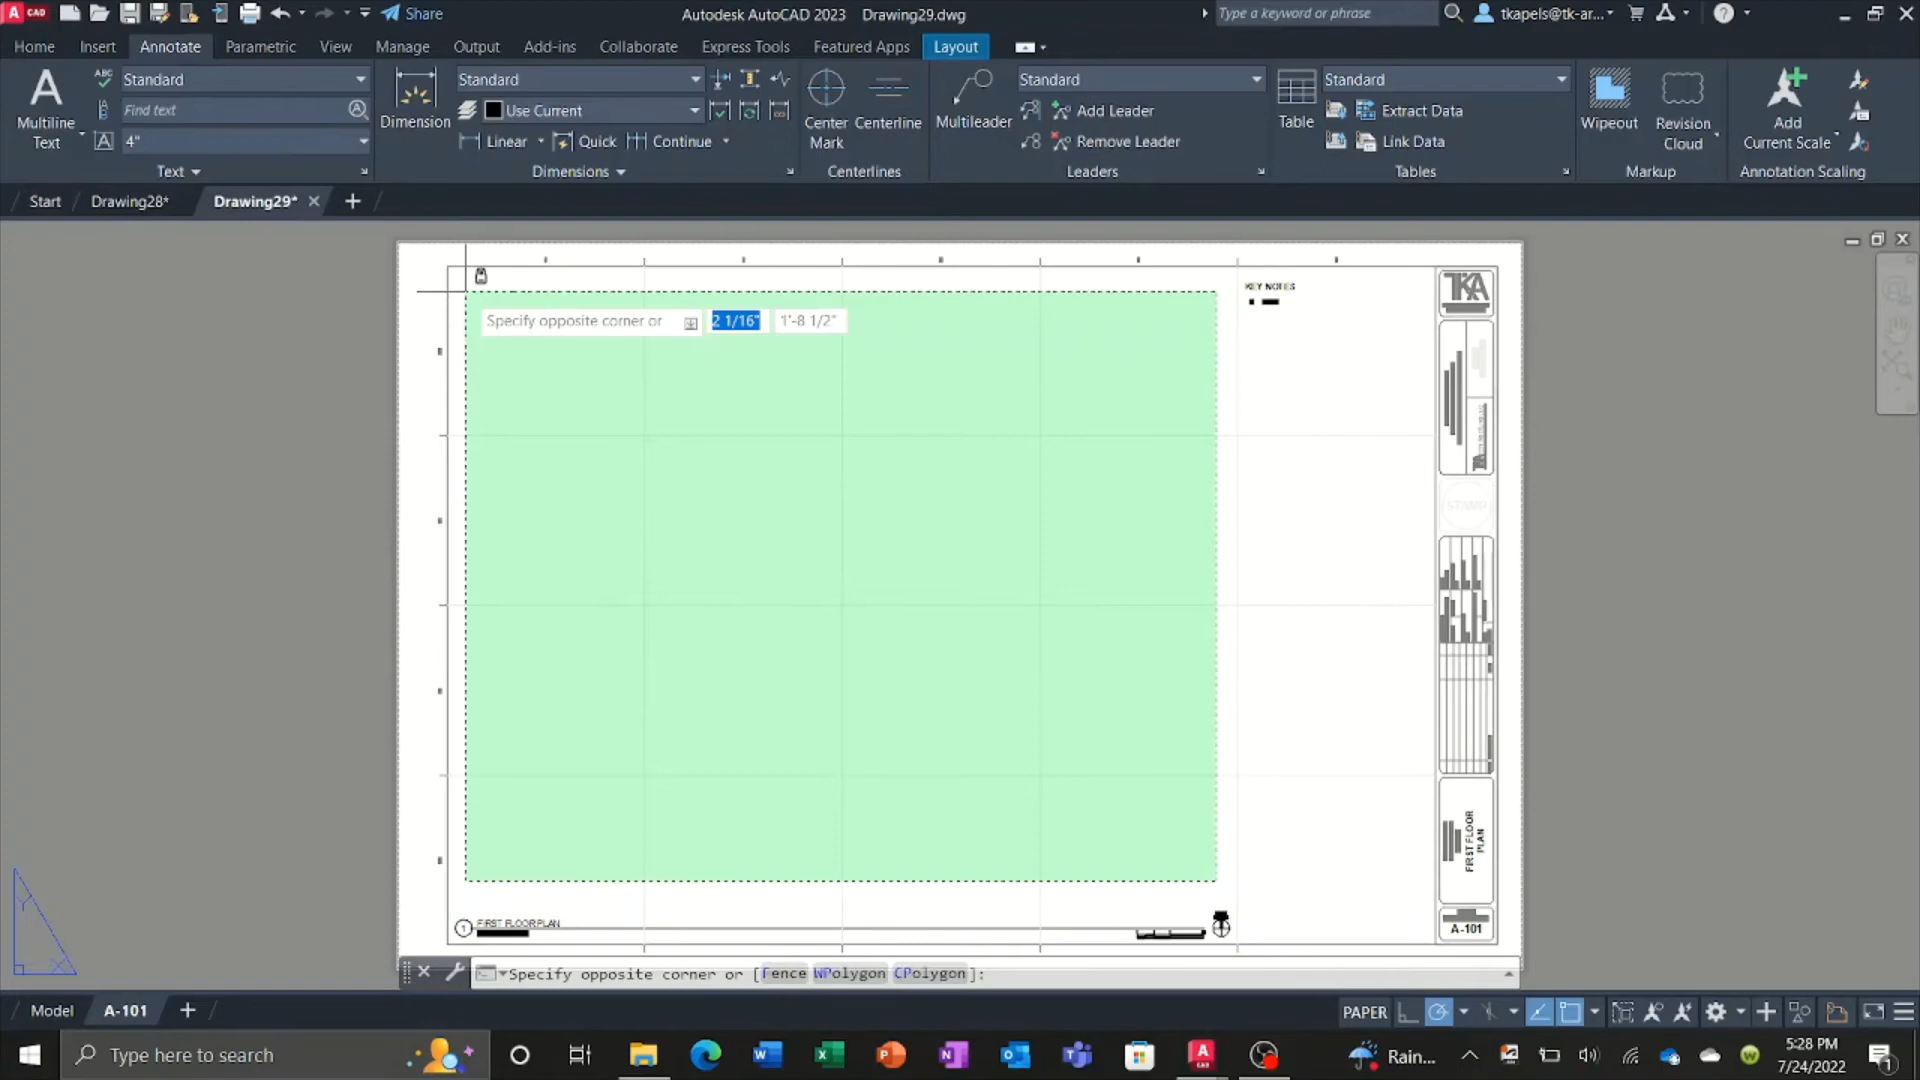 CAD
Share
Autodesk AutoCAD 2023 Drawing29.dwg
Type a keyword or phrase
tkapels@tk-ar...
Home Insert Annotate Parametric View Manage Output Add-ins Collaborate Express Tools Featured Apps Layout
A Multiline Text
ABC Standard
Find text
4"
Text
Dimension
Standard
Use Current
Linear Quick Continue
Dimensions
Center Mark
Centerline
Centerlines
Multileader
Standard
Add Leader
Remove Leader
Leaders
Table
Standard
Extract Data
Link Data
Tables
Wipeout
Revision Cloud
Markup
Add Current Scale
Annotation Scaling
Start Drawing28* Drawing29*
KEY NOTES
TKA
Specify opposite corner or 2 1/16" 1'-8 1/2"
STAMP
FIRST FLOOR PLAN
1 FIRST FLOOR PLAN
A-101
Specify opposite corner or [Fence WPolygon CPolygon]:
Model A-101
PAPER
Type here to search
Rain...
5:28 PM
7/24/2022
1